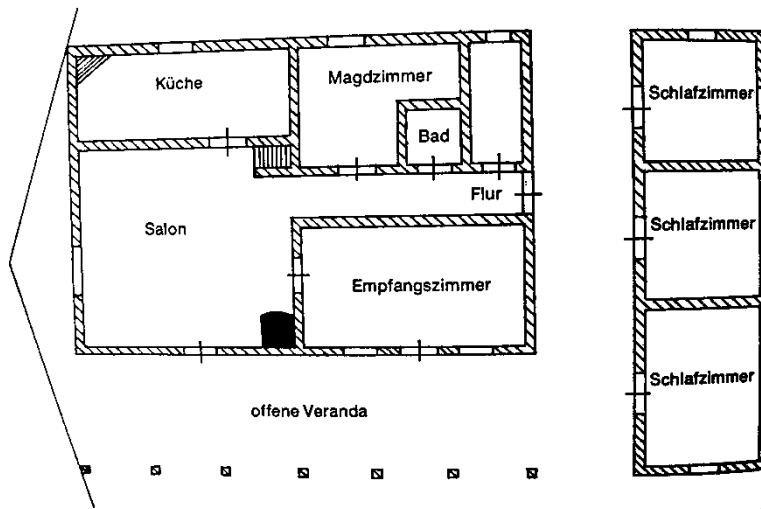 Küche
Magdzimmer
Bad
Flur
Salon
Empfangszimmer
offene Veranda
Schlafzimmer
Schlafzimmer
Schlafzimmer